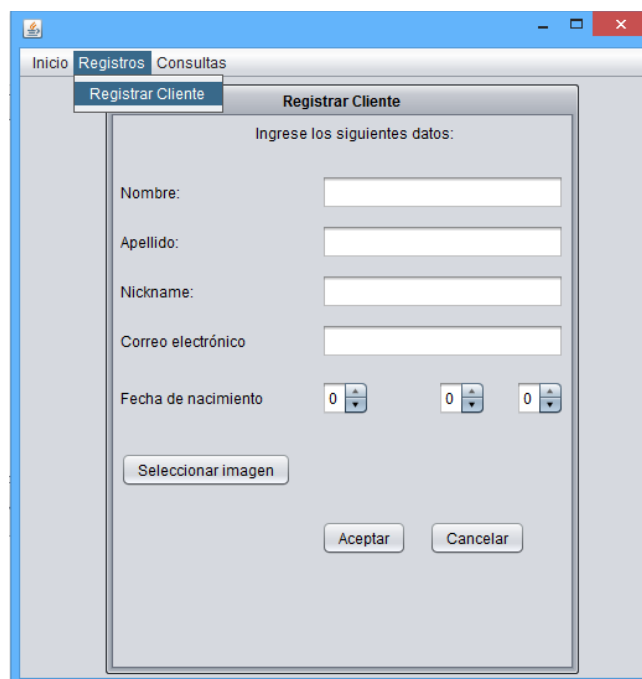 Inicio Registros Consultas
Registrar Cliente
Registrar Cliente
Ingrese los siguientes datos:
Nombre:
Apellido:
Nickname:
Correo electrónico
Fecha de nacimiento 0 0 0
Seleccionar imagen
Aceptar Cancelar